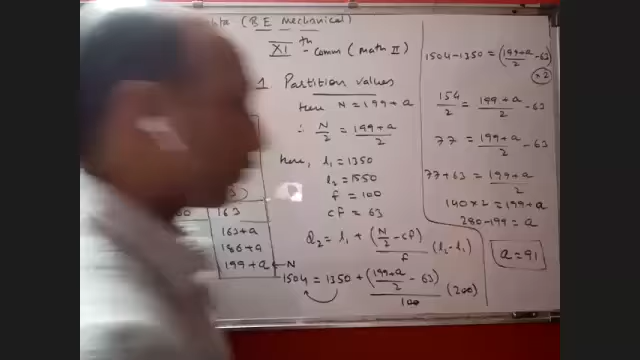 (BE Mechanical)
XI th - comm (math II)
1 Partition values
Here N = 199 + a
∴ N/2 = (199+a)/2
Here, l₁ = 1350
l₂ = 1550
f = 100
cf = 63
Q₂ = l₁ + (N/2 - cf)/f (l₂ - l₁)
1504 = 1350 + ((199+a)/2 - 63)/100 (200)
163
163+a
186+a
199+a ← N
1504 - 1350 = ((199+a)/2 - 63) × 2
154/2 = (199+a)/2 - 63
77 = (199+a)/2 - 63
77+63 = (199+a)/2
140 × 2 = 199+a
280 - 199 = a
a = 91